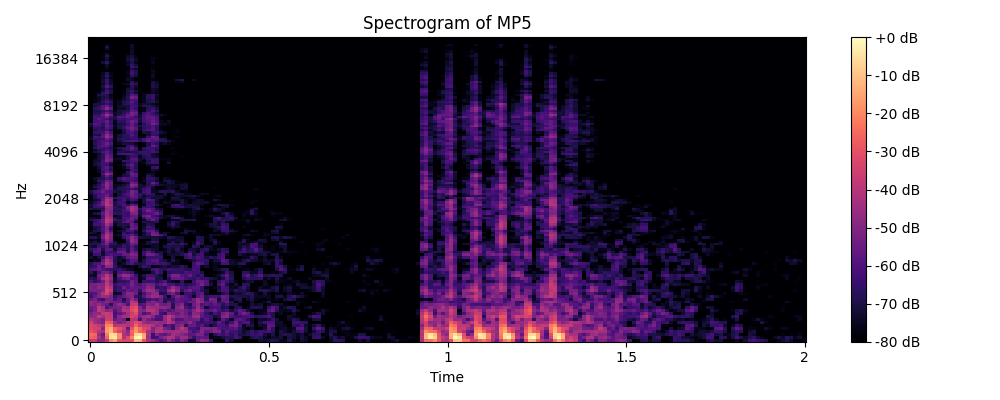 Spectrogram of MP5
Hz
16384
8192
4096
2048
1024
512
0
0 0.5 1 1.5 2
Time
+0 dB
-10 dB
-20 dB
-30 dB
-40 dB
-50 dB
-60 dB
-70 dB
-80 dB